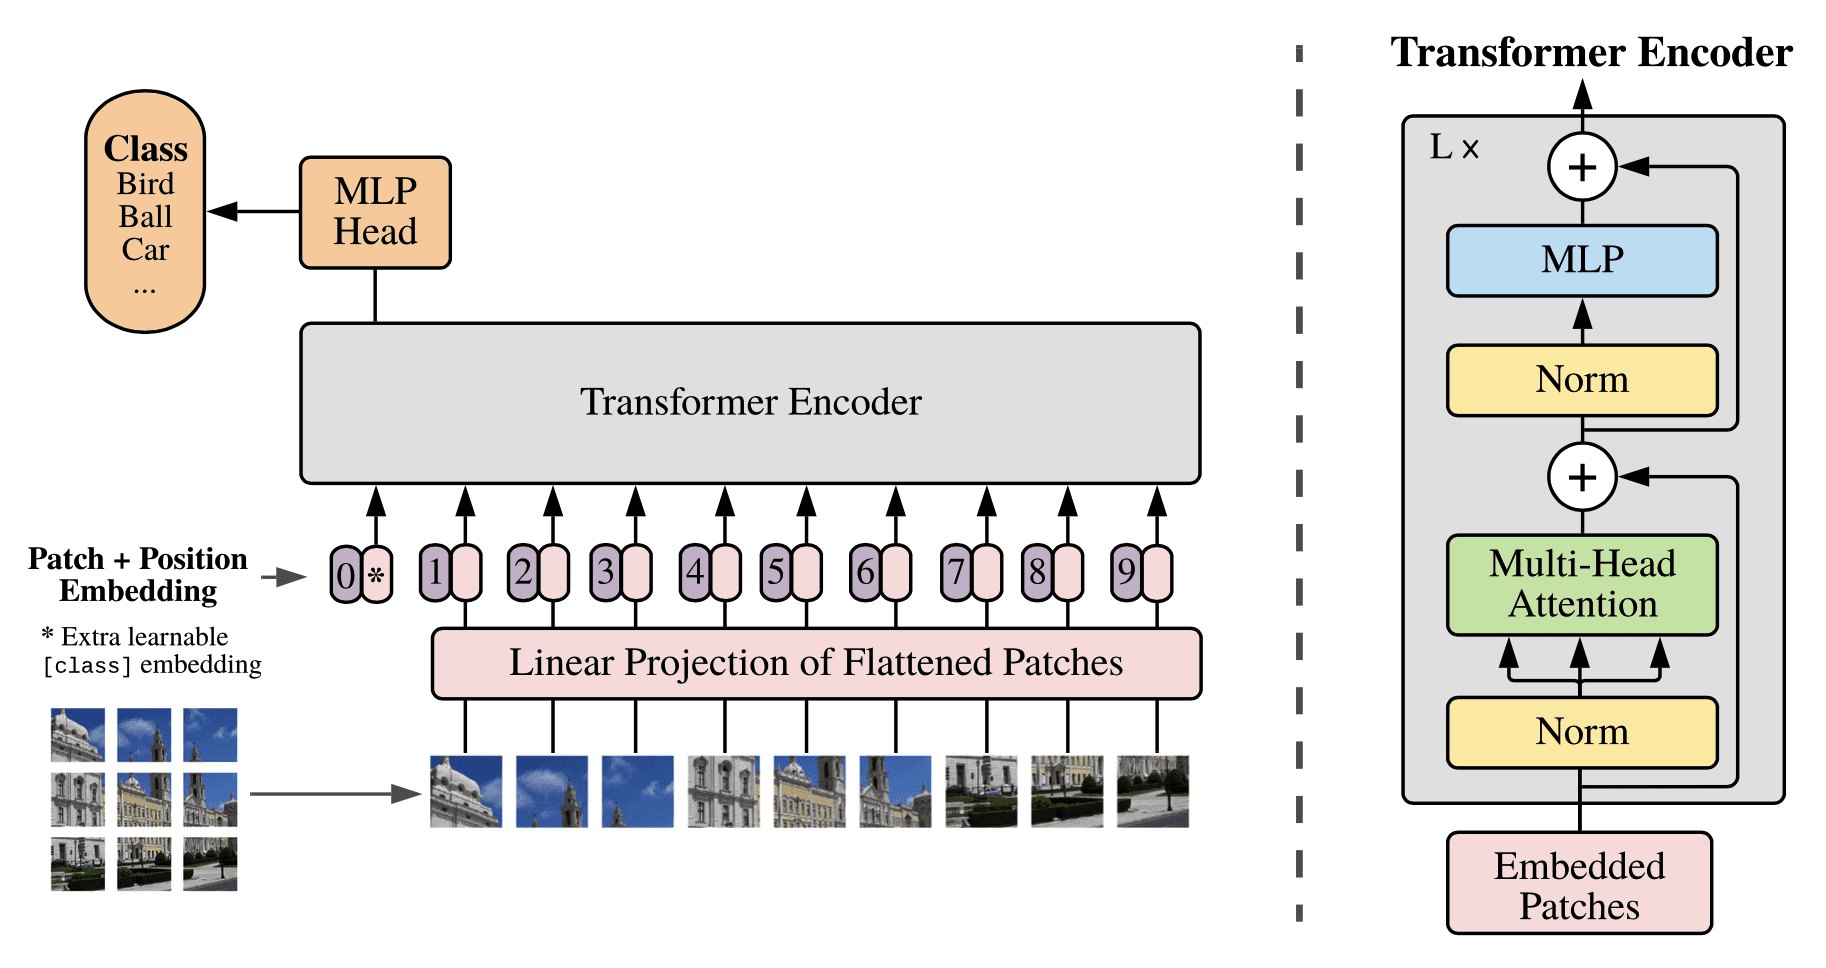 Class
Bird
Ball
Car
...
MLP
Head
Transformer Encoder
Patch + Position
Embedding
* Extra learnable
[class] embedding
0 *
1
2
3
4
5
6
7
8
9
Linear Projection of Flattened Patches
Transformer Encoder
L x
+
MLP
Norm
+
Multi-Head
Attention
Norm
Embedded
Patches